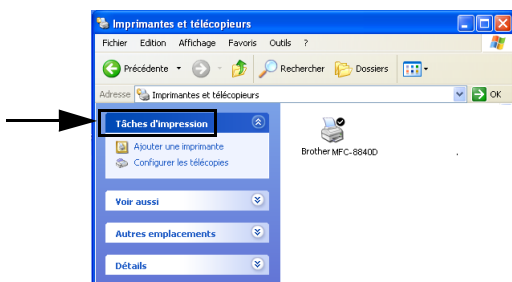 Imprimantes et télécopieurs
Fichier Edition Affichage Favoris Outils ?
Précédente Rechercher Dossiers
Adresse Imprimantes et télécopieurs OK
Tâches d'impression
Ajouter une imprimante
Configurer les télécopies
Brother MFC-8840D
Voir aussi
Autres emplacements
Détails